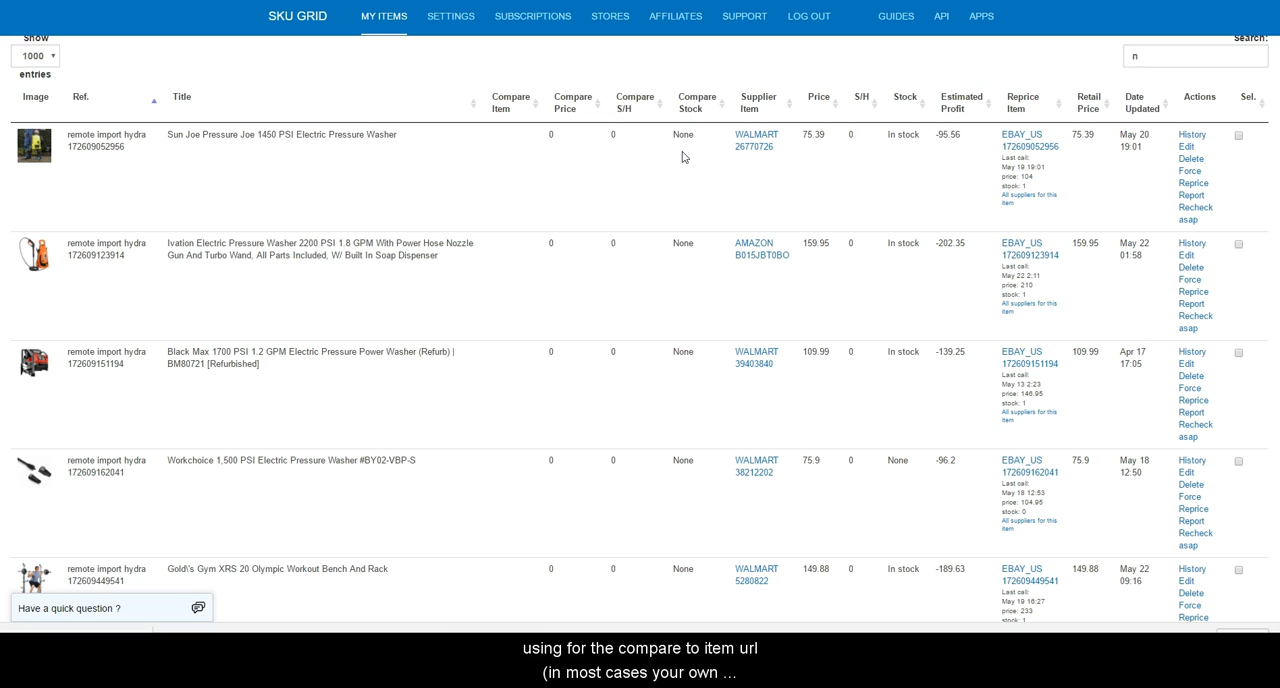 SKU GRID MY ITEMS SETTINGS SUBSCRIPTIONS STORES AFFILIATES SUPPORT LOG OUT GUIDES API APPS
Show
1000
entries
Search:
n
Image Ref. Title Compare Item Compare Price Compare S/H Compare Stock Supplier Item Price S/H Stock Estimated Profit Reprice Item Retail Price Date Updated Actions Sel.
remote import hydra Sun Joe Pressure Joe 1450 PSI Electric Pressure Washer 0 0 None WALMART 75.39 0 In stock -95.56 EBAY_US 75.39 May 20 History
172609052956 26770726 172609052956 19:01 Edit
Last call: Delete
May 19 19:01
price: 104 Force
stock: 1 Reprice
All suppliers for this Report
item Recheck
asap
remote import hydra Ivation Electric Pressure Washer 2200 PSI 1.8 GPM With Power Hose Nozzle 0 0 None AMAZON 159.95 0 In stock -202.35 EBAY_US 159.95 May 22 History
172609123914 Gun And Turbo Wand, All Parts Included, W/ Built In Soap Dispenser B015JBT0BO 172609123914 01:58 Edit
Last call: Delete
May 22 2:11
price: 210 Force
stock: 1 Reprice
All suppliers for this Report
item Recheck
asap
remote import hydra Black Max 1700 PSI 1.2 GPM Electric Pressure Power Washer (Refurb) | 0 0 None WALMART 109.99 0 In stock -139.25 EBAY_US 109.99 Apr 17 History
172609151194 BM80721 [Refurbished] 39403840 172609151194 17:05 Edit
Last call: Delete
May 13 2:23
price: 146.95 Force
stock: 1 Reprice
All suppliers for this Report
item Recheck
asap
remote import hydra Workchoice 1,500 PSI Electric Pressure Washer #BY02-VBP-S 0 0 None WALMART 75.9 0 None -96.2 EBAY_US 75.9 May 18 History
172609162041 38212202 172609162041 12:50 Edit
Last call: Delete
May 18 12:53
price: 104.95 Force
stock: 0 Reprice
All suppliers for this Report
item Recheck
asap
remote import hydra Gold\'s Gym XRS 20 Olympic Workout Bench And Rack 0 0 None WALMART 149.88 0 In stock -189.63 EBAY_US 149.88 May 22 History
172609449541 5280822 172609449541 09:16 Edit
Last call: Delete
May 19 16:27
price: 233 Force
stock: 1 Reprice
Have a quick question ?
using for the compare to item url
(in most cases your own ...